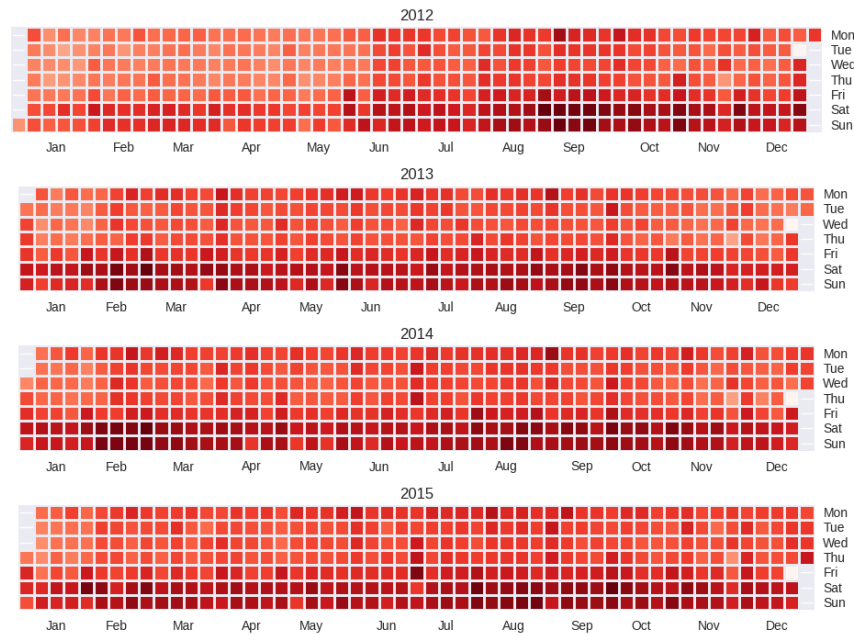 2012
Mon
Tue
Wed
Thu
Fri
Sat
Sun
Jan Feb Mar Apr May Jun Jul Aug Sep Oct Nov Dec
2013
Mon
Tue
Wed
Thu
Fri
Sat
Sun
Jan Feb Mar Apr May Jun Jul Aug Sep Oct Nov Dec
2014
Mon
Tue
Wed
Thu
Fri
Sat
Sun
Jan Feb Mar Apr May Jun Jul Aug Sep Oct Nov Dec
2015
Mon
Tue
Wed
Thu
Fri
Sat
Sun
Jan Feb Mar Apr May Jun Jul Aug Sep Oct Nov Dec